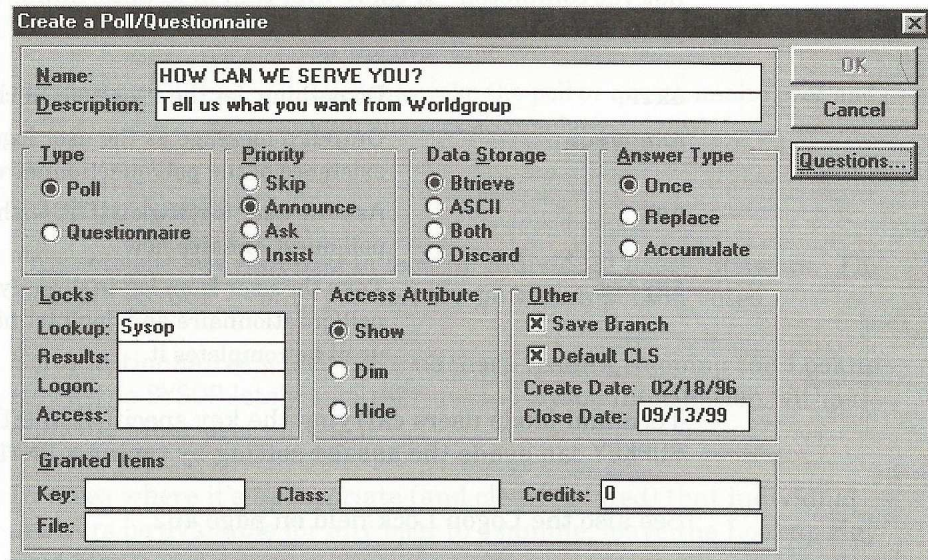 Create a Poll/Questionnaire
Name: HOW CAN WE SERVE YOU?
Description: Tell us what you want from Worldgroup
OK
Cancel
Questions...
Type
Poll
Questionnaire
Priority
Skip
Announce
Ask
Insist
Data Storage
Btrieve
ASCII
Both
Discard
Answer Type
Once
Replace
Accumulate
Locks
Lookup: Sysop
Results:
Logon:
Access:
Access Attribute
Show
Dim
Hide
Other
Save Branch
Default CLS
Create Date: 02/18/96
Close Date: 09/13/99
Granted Items
Key:
Class:
Credits: 0
File: